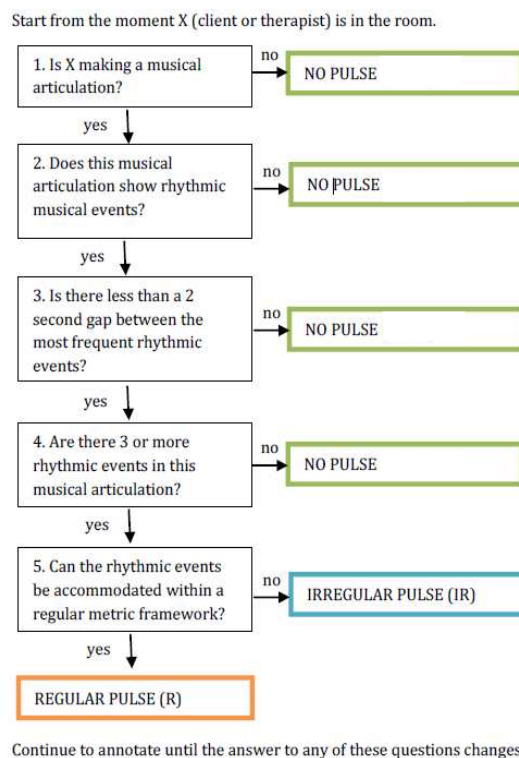 Start from the moment X (client or therapist) is in the room.
1. Is X making a musical
articulation?
no
NO PULSE
yes
2. Does this musical
articulation show rhythmic
musical events?
no
NO PULSE
yes
3. Is there less than a 2
second gap between the
most frequent rhythmic
events?
no
NO PULSE
yes
4. Are there 3 or more
rhythmic events in this
musical articulation?
no
NO PULSE
yes
5. Can the rhythmic events
be accommodated within a
regular metric framework?
no
IRREGULAR PULSE (IR)
yes
REGULAR PULSE (R)
Continue to annotate until the answer to any of these questions changes